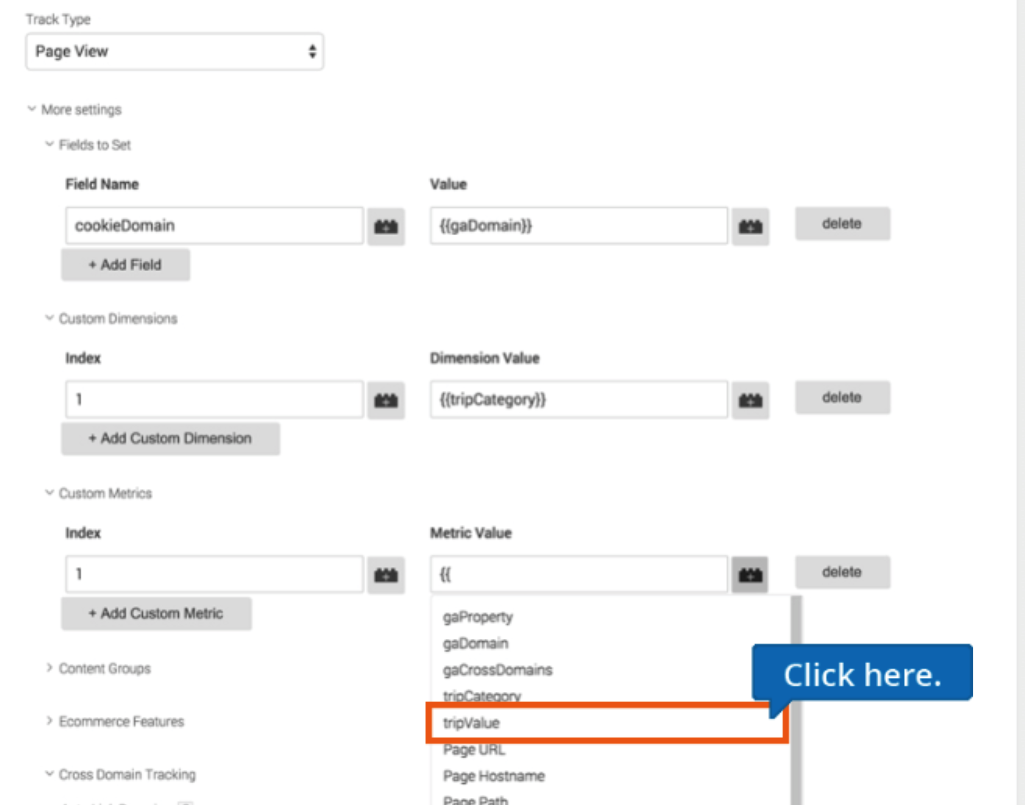 Track Type
Page View
More settings
Fields to Set
Field Name Value
cookieDomain {{gaDomain}} delete
+ Add Field
Custom Dimensions
Index Dimension Value
1 {{tripCategory}} delete
+ Add Custom Dimension
Custom Metrics
Index Metric Value
1 {{ delete
+ Add Custom Metric
gaProperty
gaDomain
Content Groups
gaCrossDomains
Click here.
tripCategory
Ecommerce Features
tripValue
Page URL
Cross Domain Tracking
Page Hostname
Page Path